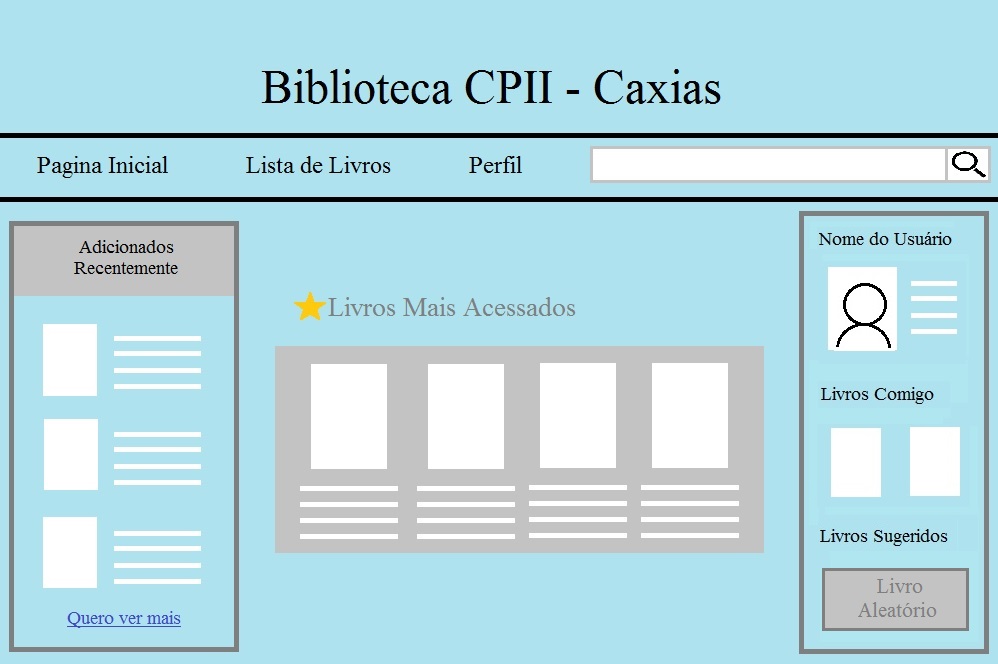 Biblioteca CPII - Caxias
Pagina Inicial
Lista de Livros
Perfil
Adicionados
Recentemente
Quero ver mais
Livros Mais Acessados
Nome do Usuário
Livros Comigo
Livros Sugeridos
Livro
Aleatório